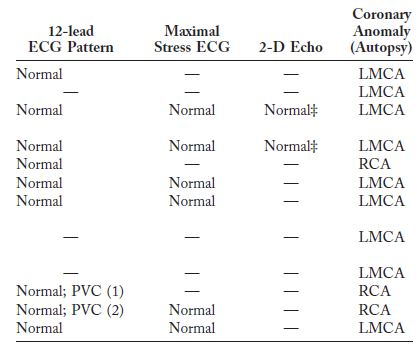 Coronary
12-lead Maximal Anomaly
ECG Pattern Stress ECG 2-D Echo (Autopsy)
Normal — — LMCA
— — — LMCA
Normal Normal Normal‡ LMCA
Normal Normal Normal‡ LMCA
Normal — — RCA
Normal Normal — LMCA
Normal Normal — LMCA
— — — LMCA
— — — LMCA
Normal; PVC (1) — — RCA
Normal; PVC (2) Normal — RCA
Normal Normal — LMCA